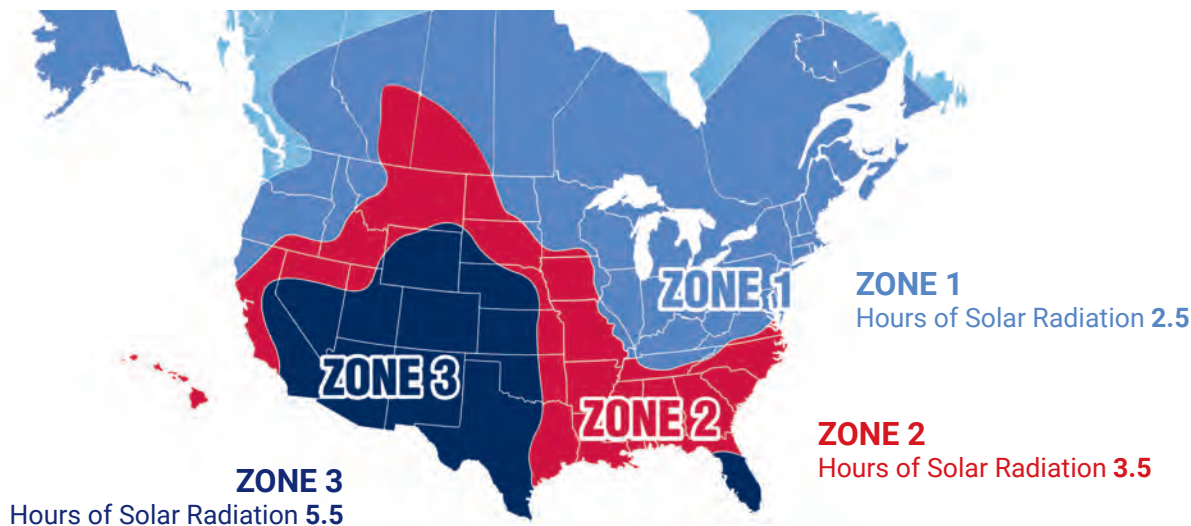 ZONE 1
ZONE 1
Hours of Solar Radiation 2.5
ZONE 3
ZONE 2
ZONE 2
Hours of Solar Radiation 3.5
ZONE 3
Hours of Solar Radiation 5.5